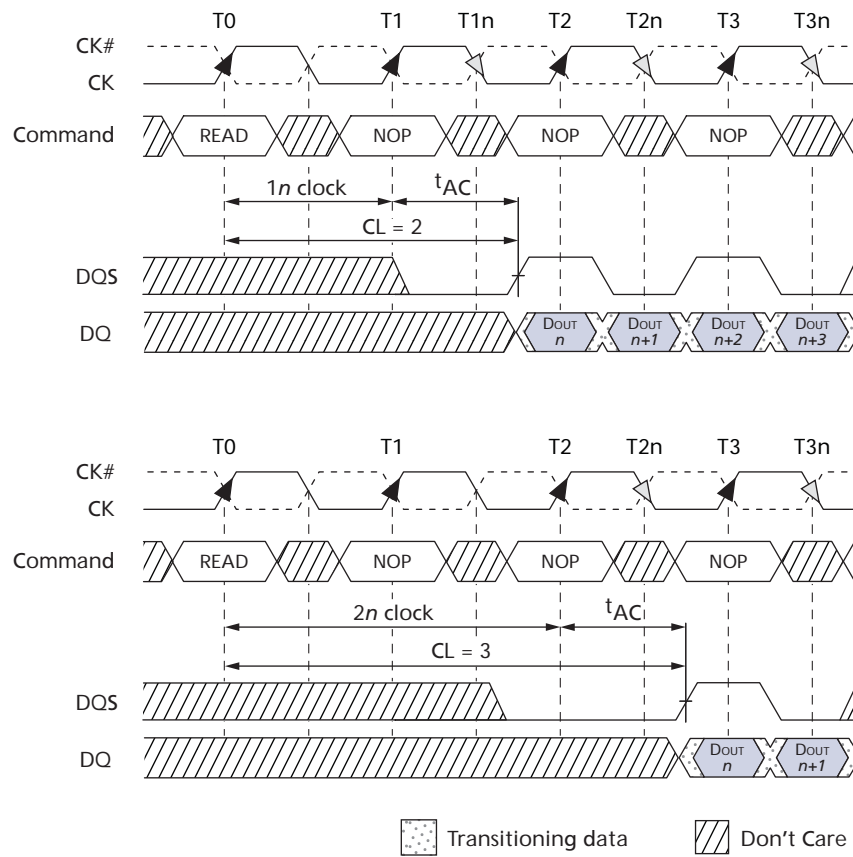 T0 T1 T1n T2 T2n T3 T3n
CK#
CK
Command READ NOP NOP NOP
1n clock tAC
CL = 2
DQS
DQ DOUT n DOUT n+1 DOUT n+2 DOUT n+3
T0 T1 T2 T2n T3 T3n
CK#
CK
Command READ NOP NOP NOP
2n clock tAC
CL = 3
DQS
DQ DOUT n DOUT n+1
Transitioning data Don't Care